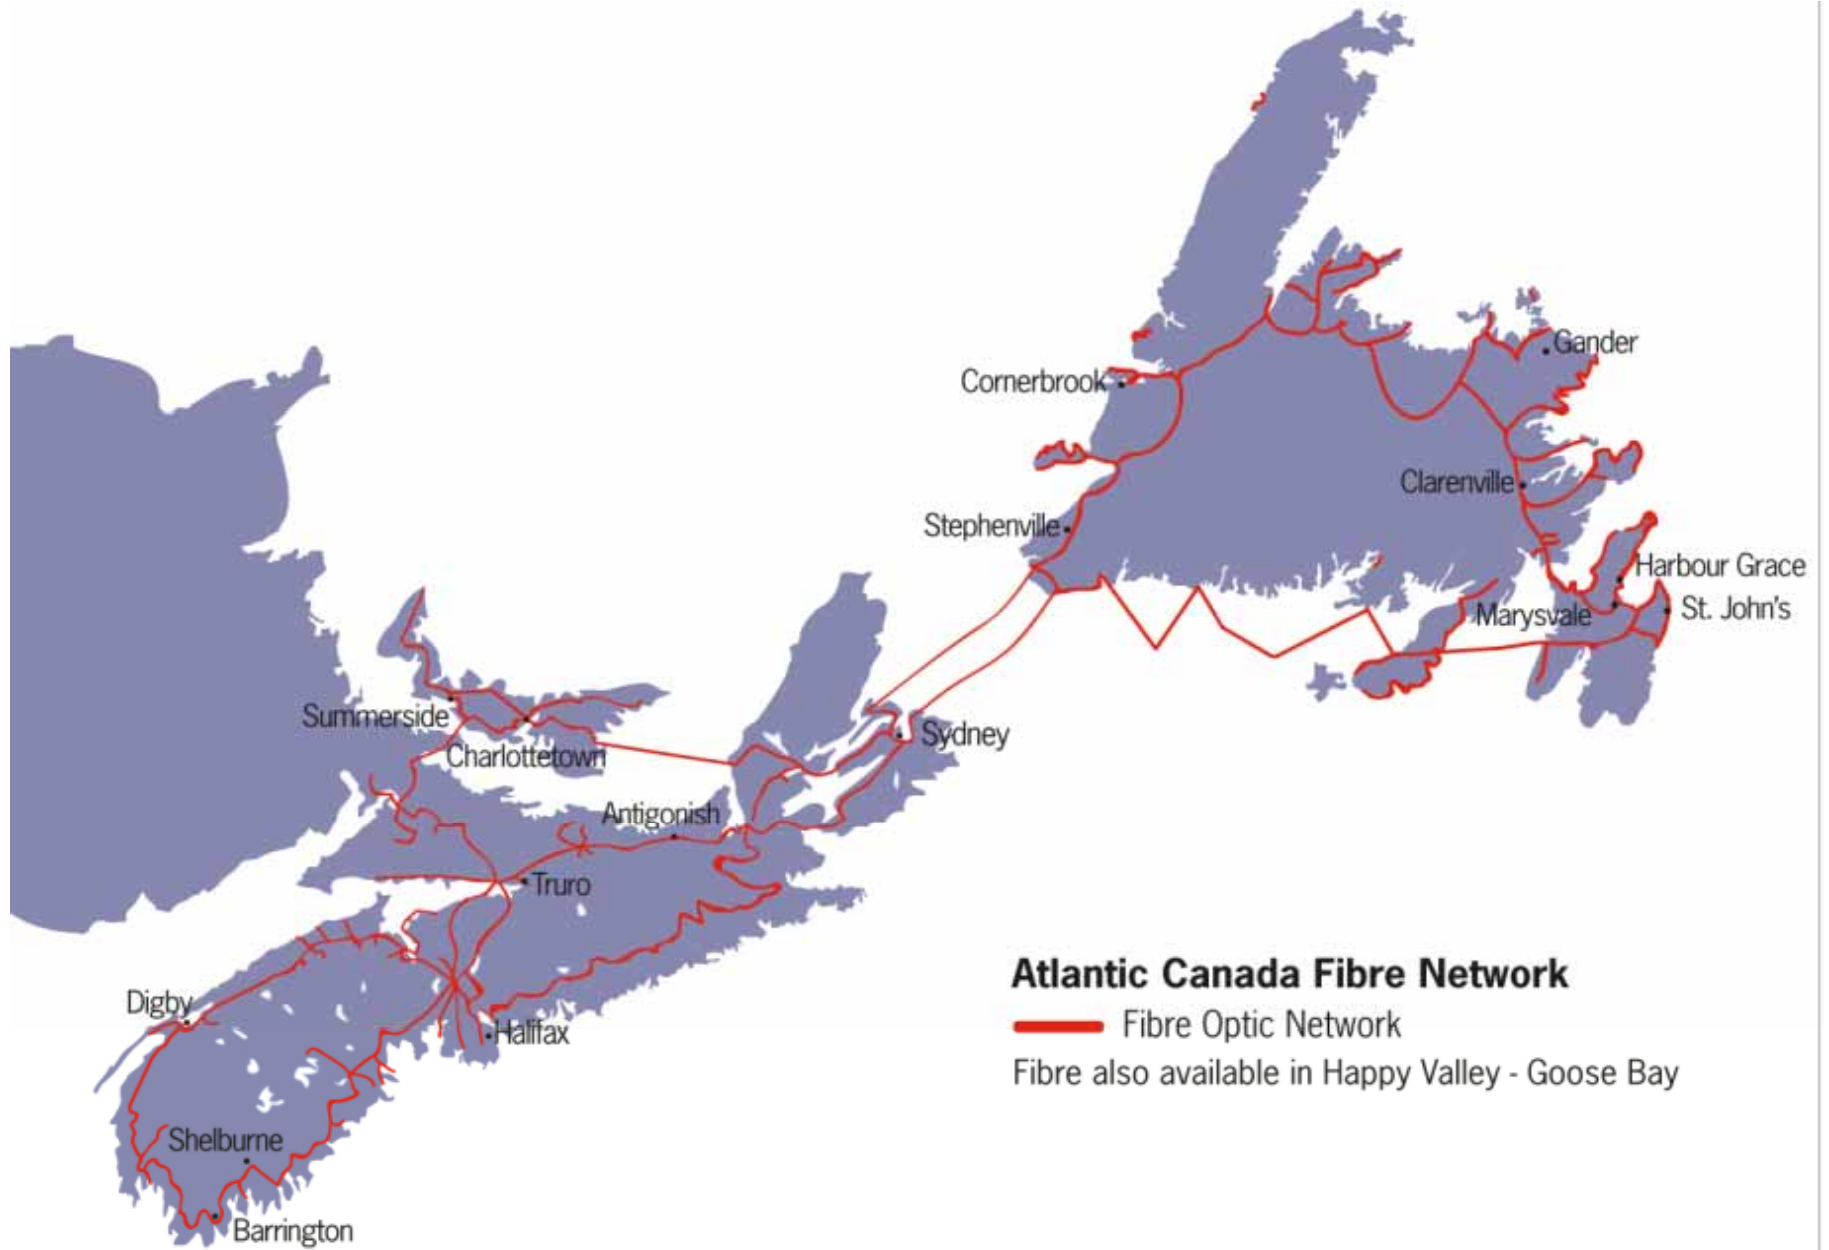 Gander
Cornerbrook
Clarenville
Stephenville
Harbour Grace
Marysvale
St. John's
Summerside
Sydney
Charlottetown
Antigonish
Truro
Atlantic Canada Fibre Network
Fibre Optic Network
Fibre also available in Happy Valley - Goose Bay
Digby
Halifax
Shelburne
Barrington